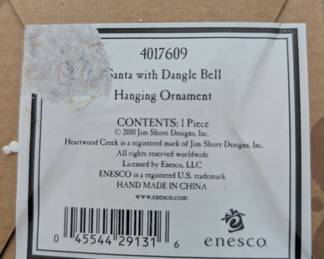 4017609
Santa with Dangle Bell
Hanging Ornament
CONTENTS: 1 Piece
© 2010 Jim Shore Designs, Inc.
Heartwood Creek is a registered mark of Jim Shore Designs, Inc.
All rights reserved worldwide
Licensed by Enesco, LLC
ENESCO is a registered U.S. trademark
HAND MADE IN CHINA
www.enesco.com
0 45544 29131 6
enesco.